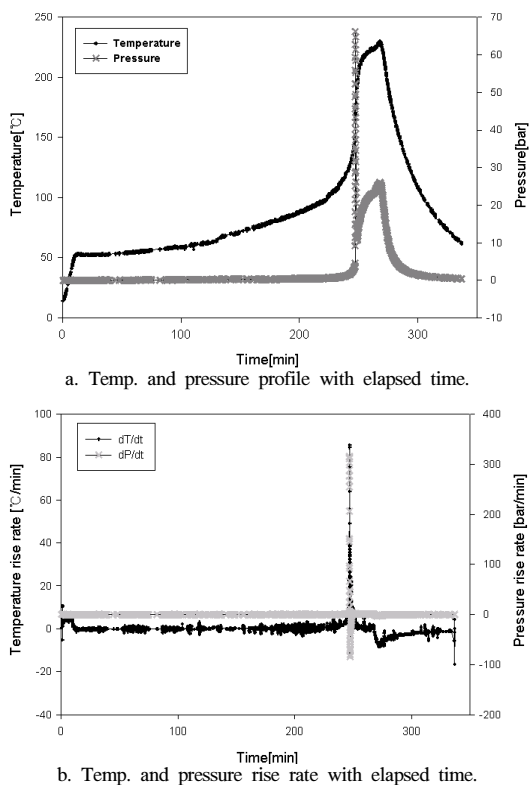 250
200
150
100
50
0
Temperature[℃]
Temperature
Pressure
70
60
50
40
30
20
10
0
-10
Pressure[bar]
0 100 200 300
Time[min]
a. Temp. and pressure profile with elapsed time.
100
80
60
40
20
0
-20
-40
Temperature rise rate [℃/min]
dT/dt
dP/dt
400
300
200
100
0
-100
-200
Pressure rise rate [bar/min]
0 100 200 300
Time[min]
b. Temp. and pressure rise rate with elapsed time.